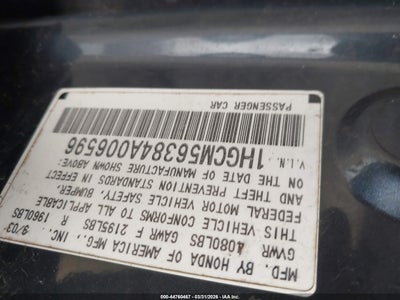 MFD. BY HONDA OF AMERICA MFG., INC. 9/03
GVWR 4080LBS GAWR F 2195LBS R 1960LBS
THIS VEHICLE CONFORMS TO ALL APPLICABLE
FEDERAL MOTOR VEHICLE SAFETY, BUMPER,
AND THEFT PREVENTION STANDARDS IN EFFECT
ON THE DATE OF MANUFACTURE SHOWN ABOVE.
V.I.N. 1HGCM56384A006596
PASSENGER CAR
(ID: 44760467) 03/31/2026 - IAA Inc.